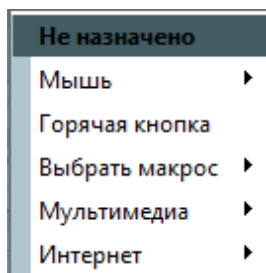 Не назначено
Мышь
Горячая кнопка
Выбрать макрос
Мультимедиа
Интернет